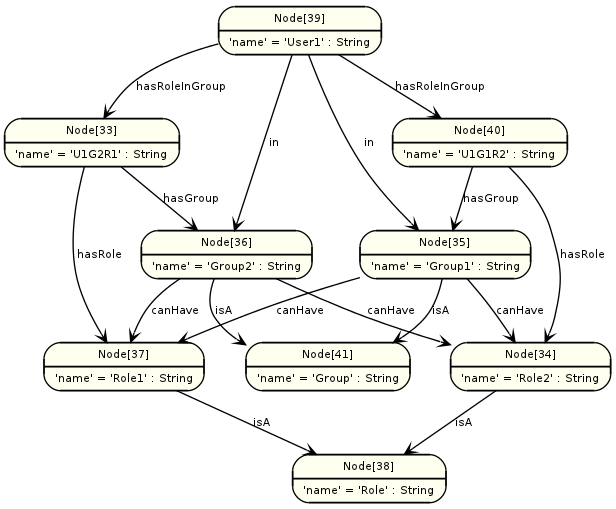 Node[39]
'name' = 'User1' : String
hasRoleInGroup
hasRoleInGroup
Node[33]
'name' = 'U1G2R1' : String
in
in
Node[40]
'name' = 'U1G1R2' : String
hasGroup
hasGroup
hasRole
Node[36]
'name' = 'Group2' : String
Node[35]
'name' = 'Group1' : String
hasRole
canHave
isA
canHave
canHave
isA
canHave
Node[37]
'name' = 'Role1' : String
Node[41]
'name' = 'Group' : String
Node[34]
'name' = 'Role2' : String
isA
isA
Node[38]
'name' = 'Role' : String